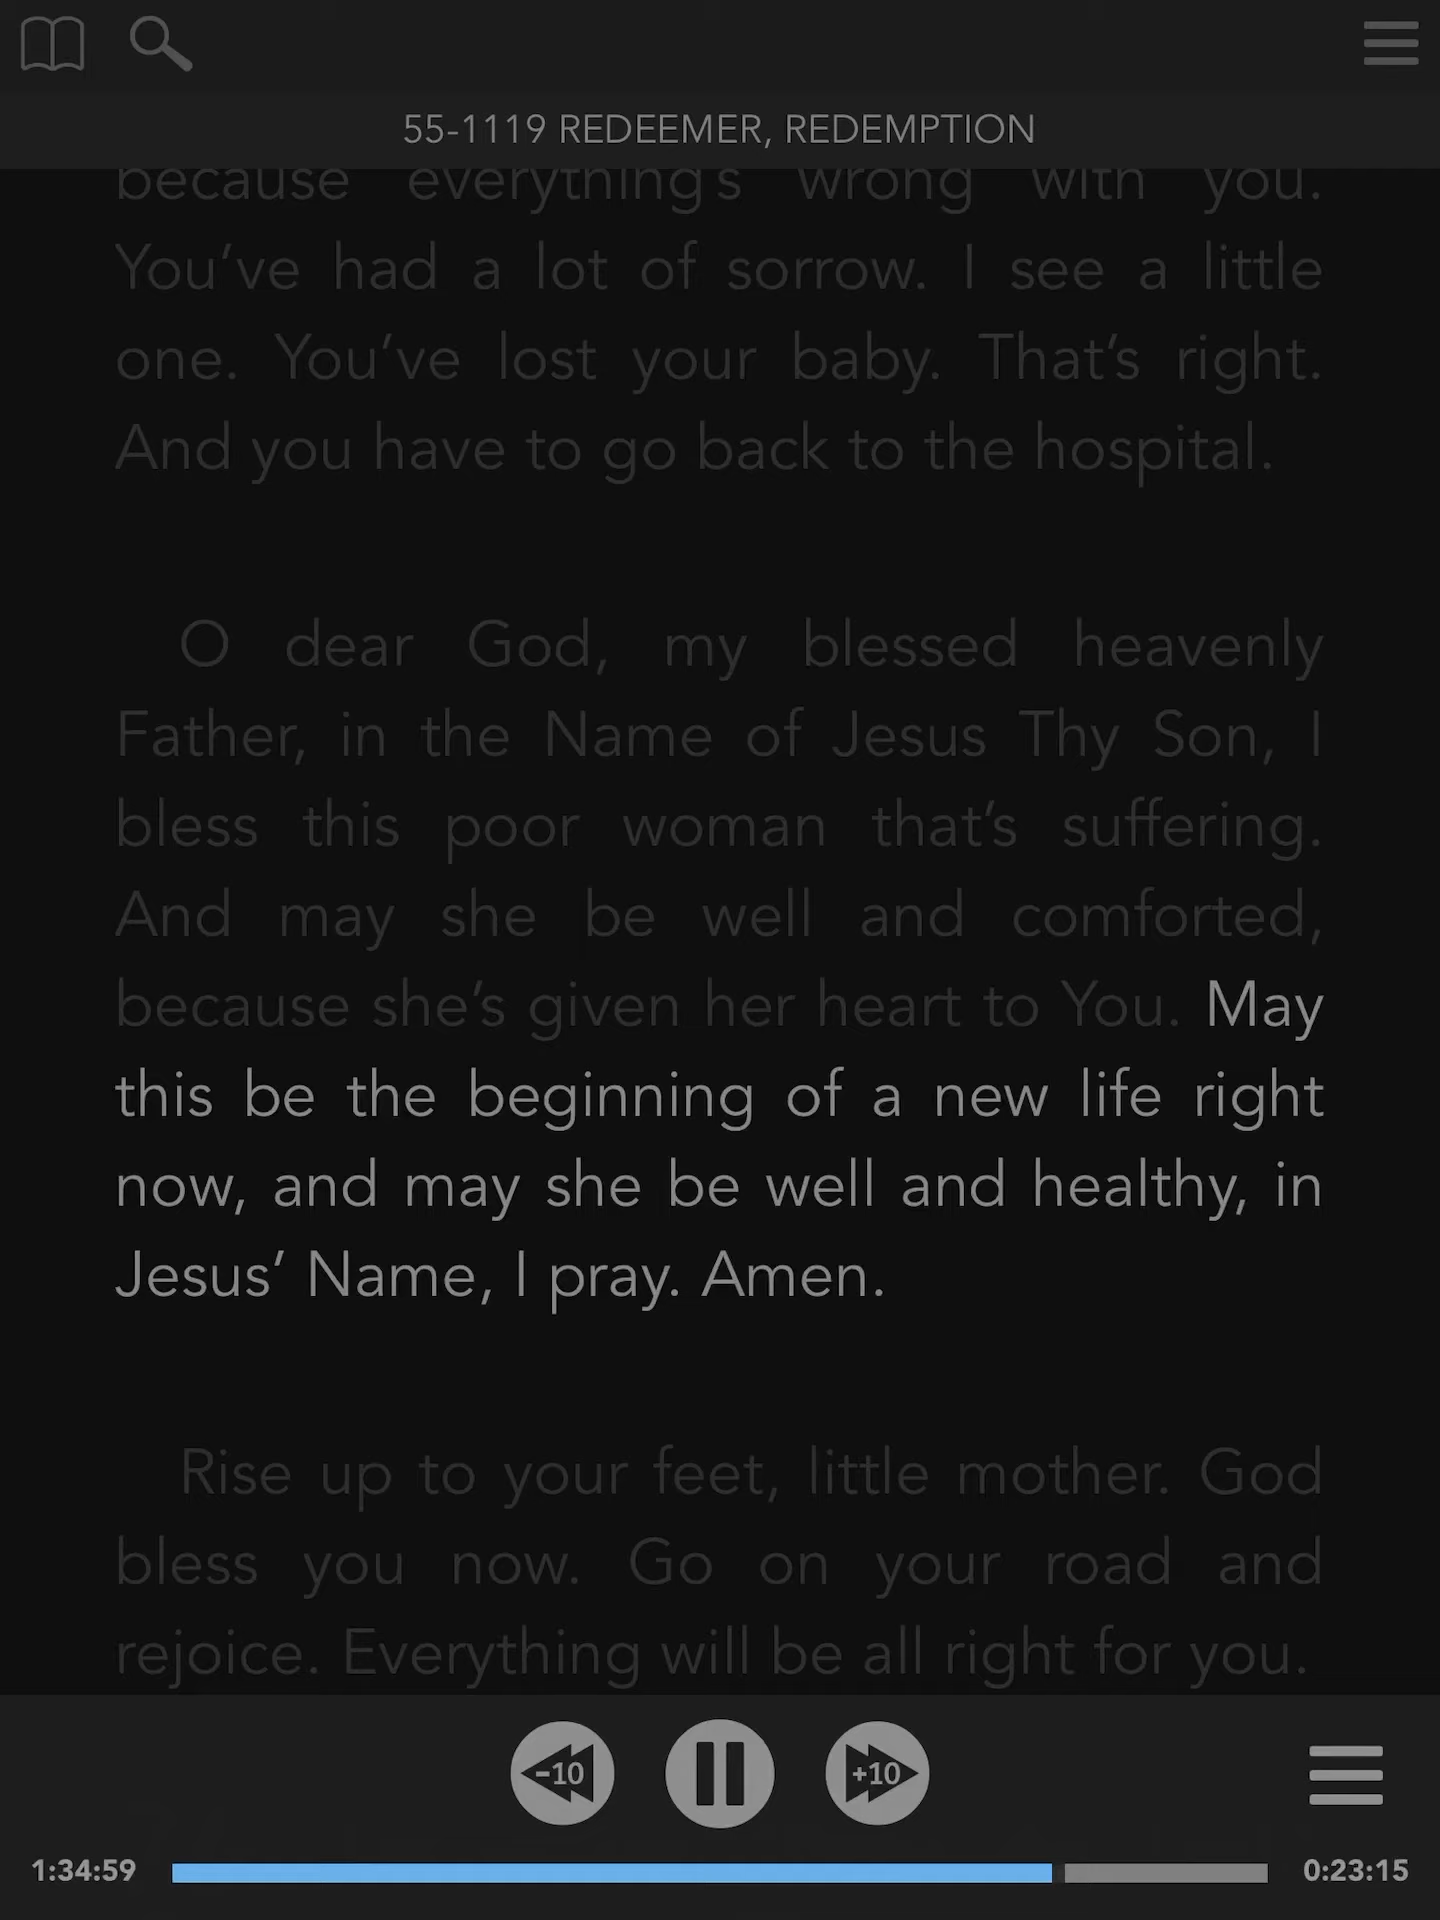 55-1119 REDEEMER, REDEMPTION
because everything's wrong with you.
You've had a lot of sorrow. I see a little
one. You've lost your baby. That's right.
And you have to go back to the hospital.
O dear God, my blessed heavenly
Father, in the Name of Jesus Thy Son, I
bless this poor woman that's suffering.
And may she be well and comforted,
because she's given her heart to You. May
this be the beginning of a new life right
now, and may she be well and healthy, in
Jesus' Name, I pray. Amen.
Rise up to your feet, little mother. God
bless you now. Go on your road and
rejoice. Everything will be all right for you.
-10 +10
1:34:59 0:23:15